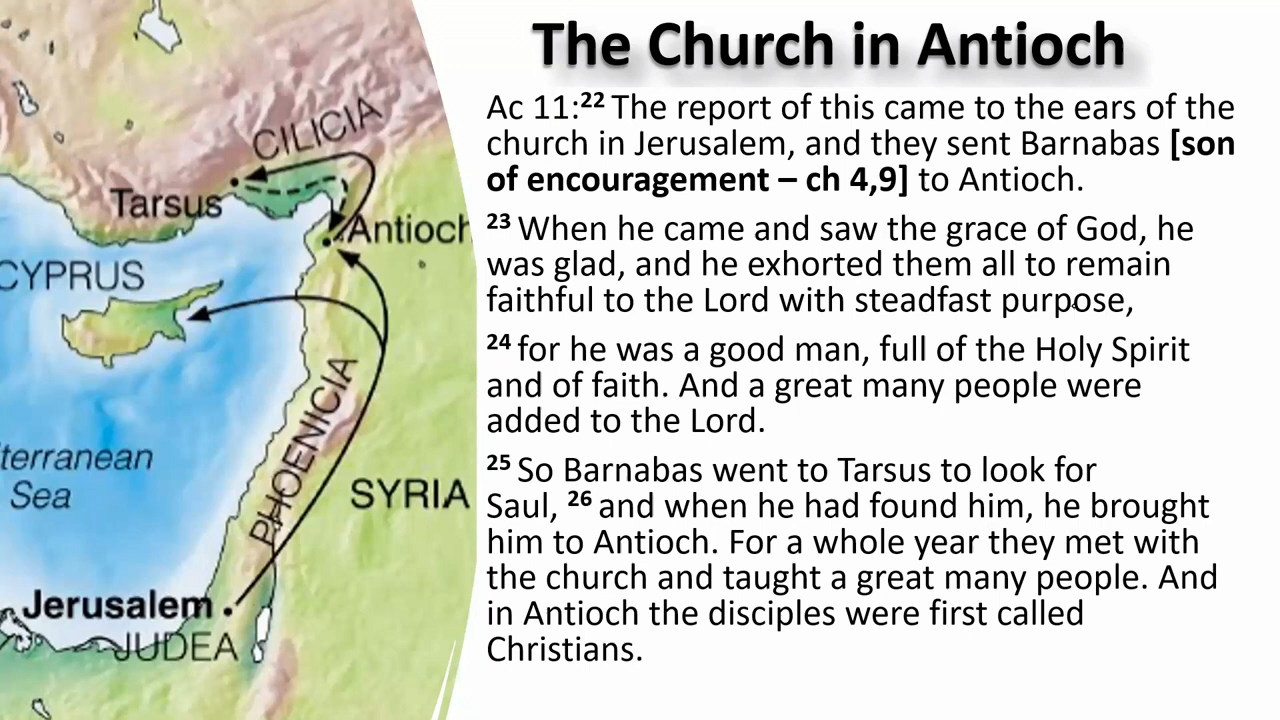 The Church in Antioch
Ac 11:22 The report of this came to the ears of the
church in Jerusalem, and they sent Barnabas [son
of encouragement – ch 4,9] to Antioch.
23 When he came and saw the grace of God, he
was glad, and he exhorted them all to remain
faithful to the Lord with steadfast purpose,
24 for he was a good man, full of the Holy Spirit
and of faith. And a great many people were
added to the Lord.
25 So Barnabas went to Tarsus to look for
Saul, 26 and when he had found him, he brought
him to Antioch. For a whole year they met with
the church and taught a great many people. And
in Antioch the disciples were first called
Christians.
CILICIA
Tarsus
Antioch
CYPRUS
PHOENICIA
terranean
Sea
SYRIA
Jerusalem
JUDEA